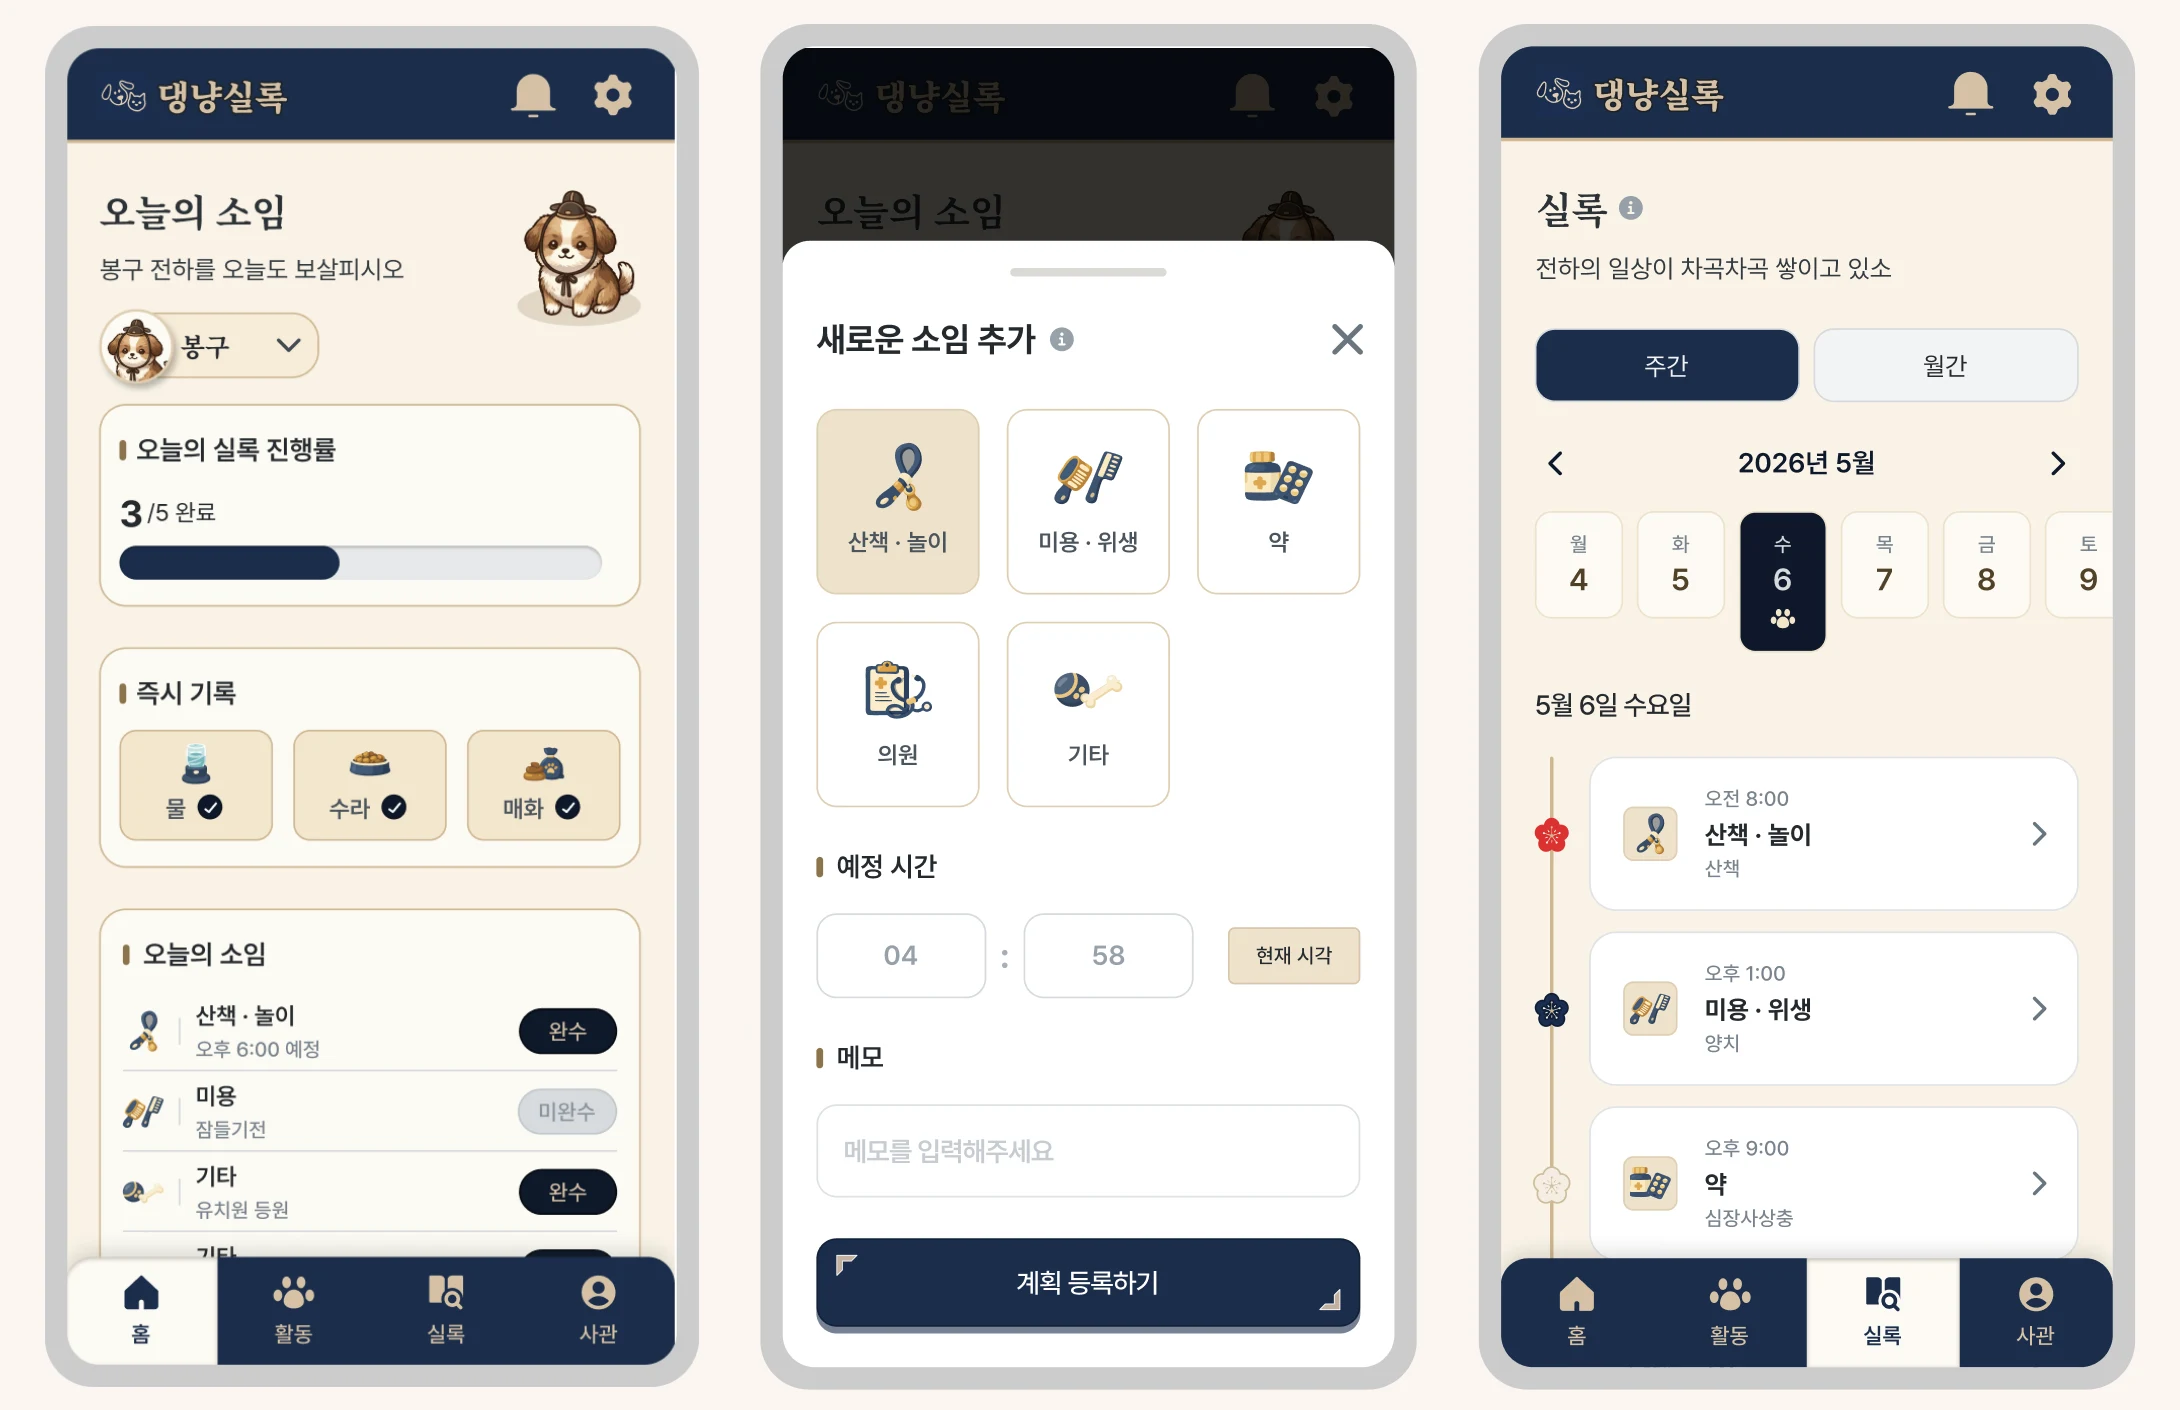 댕냥실록
오늘의 소임
봉구 전하를 오늘도 보살피시오
봉구
오늘의 실록 진행률
3/5 완료
즉시 기록
물
수라
매화
오늘의 소임
산책 · 놀이
오후 6:00 예정
완수
미용
잠들기전
미완수
기타
유치원 등원
완수
기타
홈
활동
실록
사관
댕냥실록
오늘의 소임
새로운 소임 추가
산책 · 놀이
미용 · 위생
약
의원
기타
예정 시간
04 : 58
현재 시각
메모
메모를 입력해주세요
계획 등록하기
댕냥실록
실록
전하의 일상이 차곡차곡 쌓이고 있소
주간
월간
2026년 5월
월 화 수 목 금 토
4 5 6 7 8 9
5월 6일 수요일
오전 8:00
산책 · 놀이
산책
오후 1:00
미용 · 위생
양치
오후 9:00
약
심장사상충
홈
활동
실록
사관